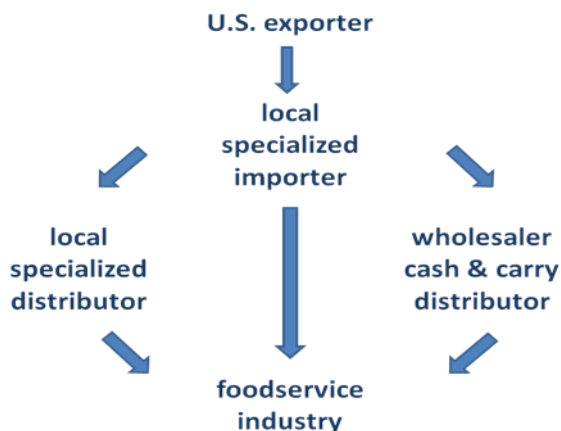 U.S. exporter
local
specialized
importer
local
specialized
distributor
wholesaler
cash & carry
distributor
foodservice
industry